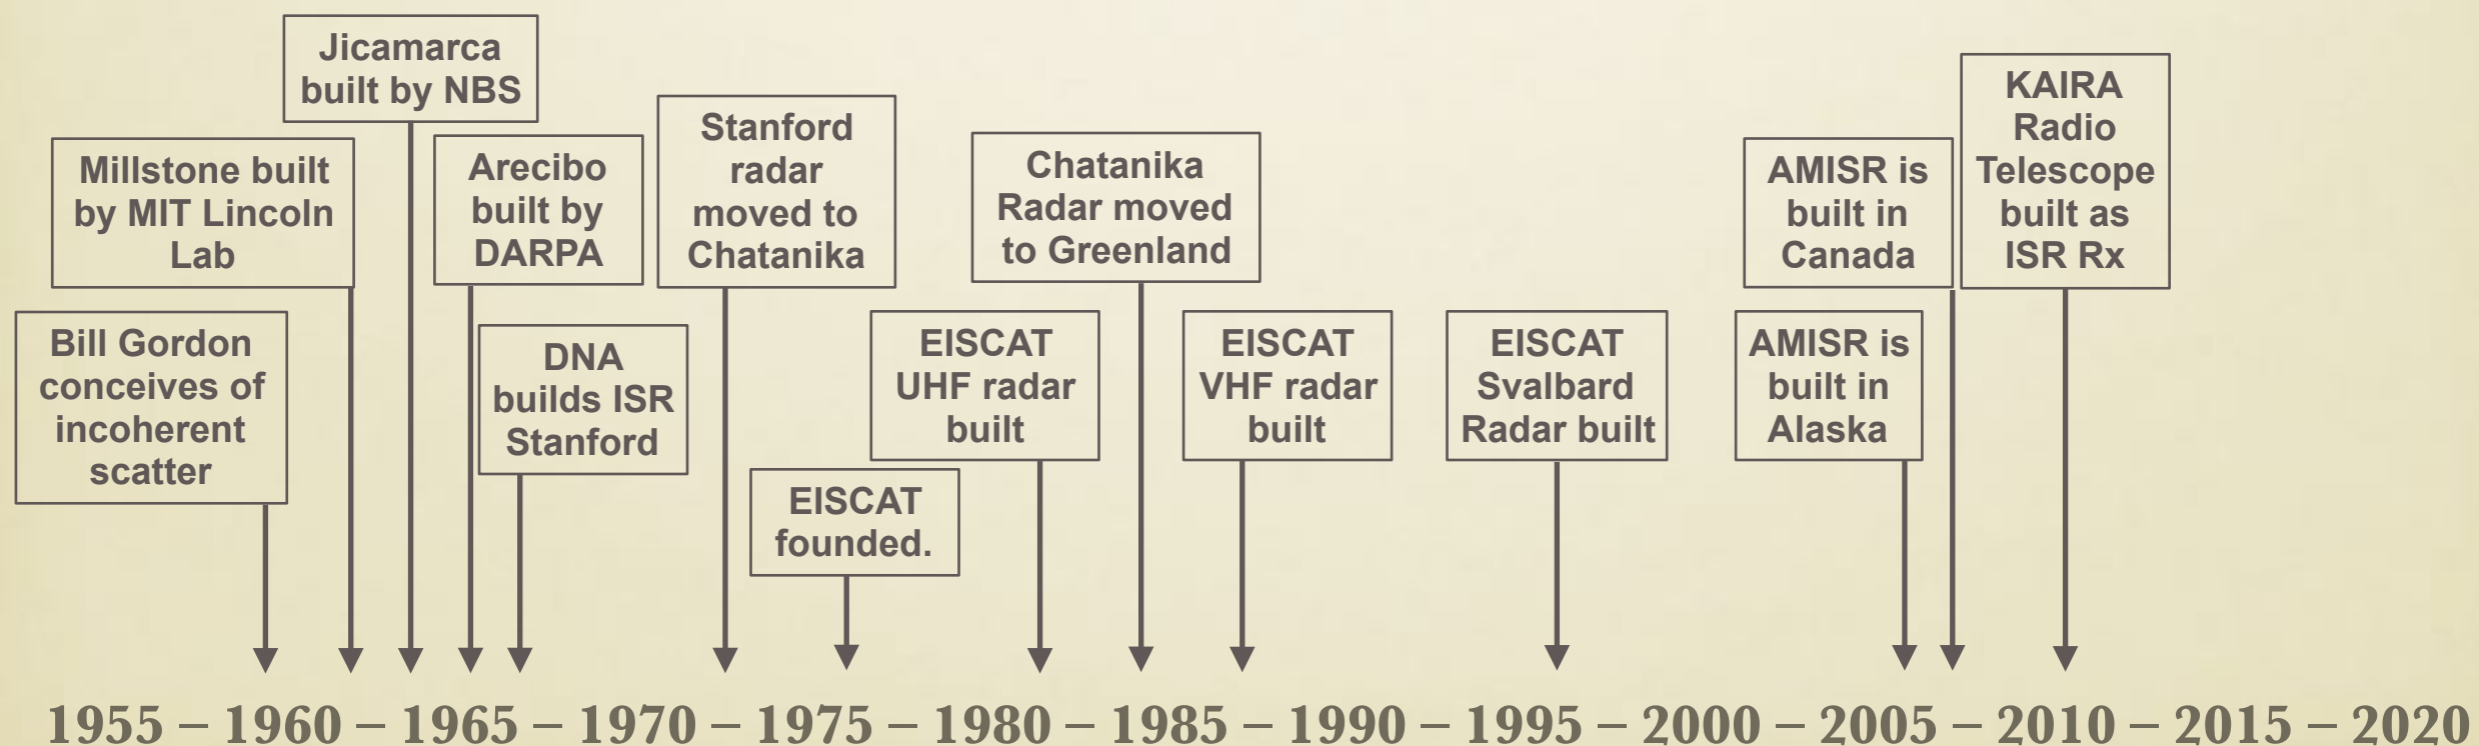 Jicamarca
built by NBS
Millstone built
by MIT Lincoln
Lab
Bill Gordon
conceives of
incoherent
scatter
Arecibo
built by
DARPA
DNA
builds ISR
Stanford
Stanford
radar
moved to
Chatanika
EISCAT
founded.
EISCAT
UHF radar
built
Chatanika
Radar moved
to Greenland
EISCAT
VHF radar
built
EISCAT
Svalbard
Radar built
AMISR is
built in
Canada
AMISR is
built in
Alaska
KAIRA
Radio
Telescope
built as
ISR Rx
1955 – 1960 – 1965 – 1970 – 1975 – 1980 – 1985 – 1990 – 1995 – 2000 – 2005 – 2010 – 2015 – 2020